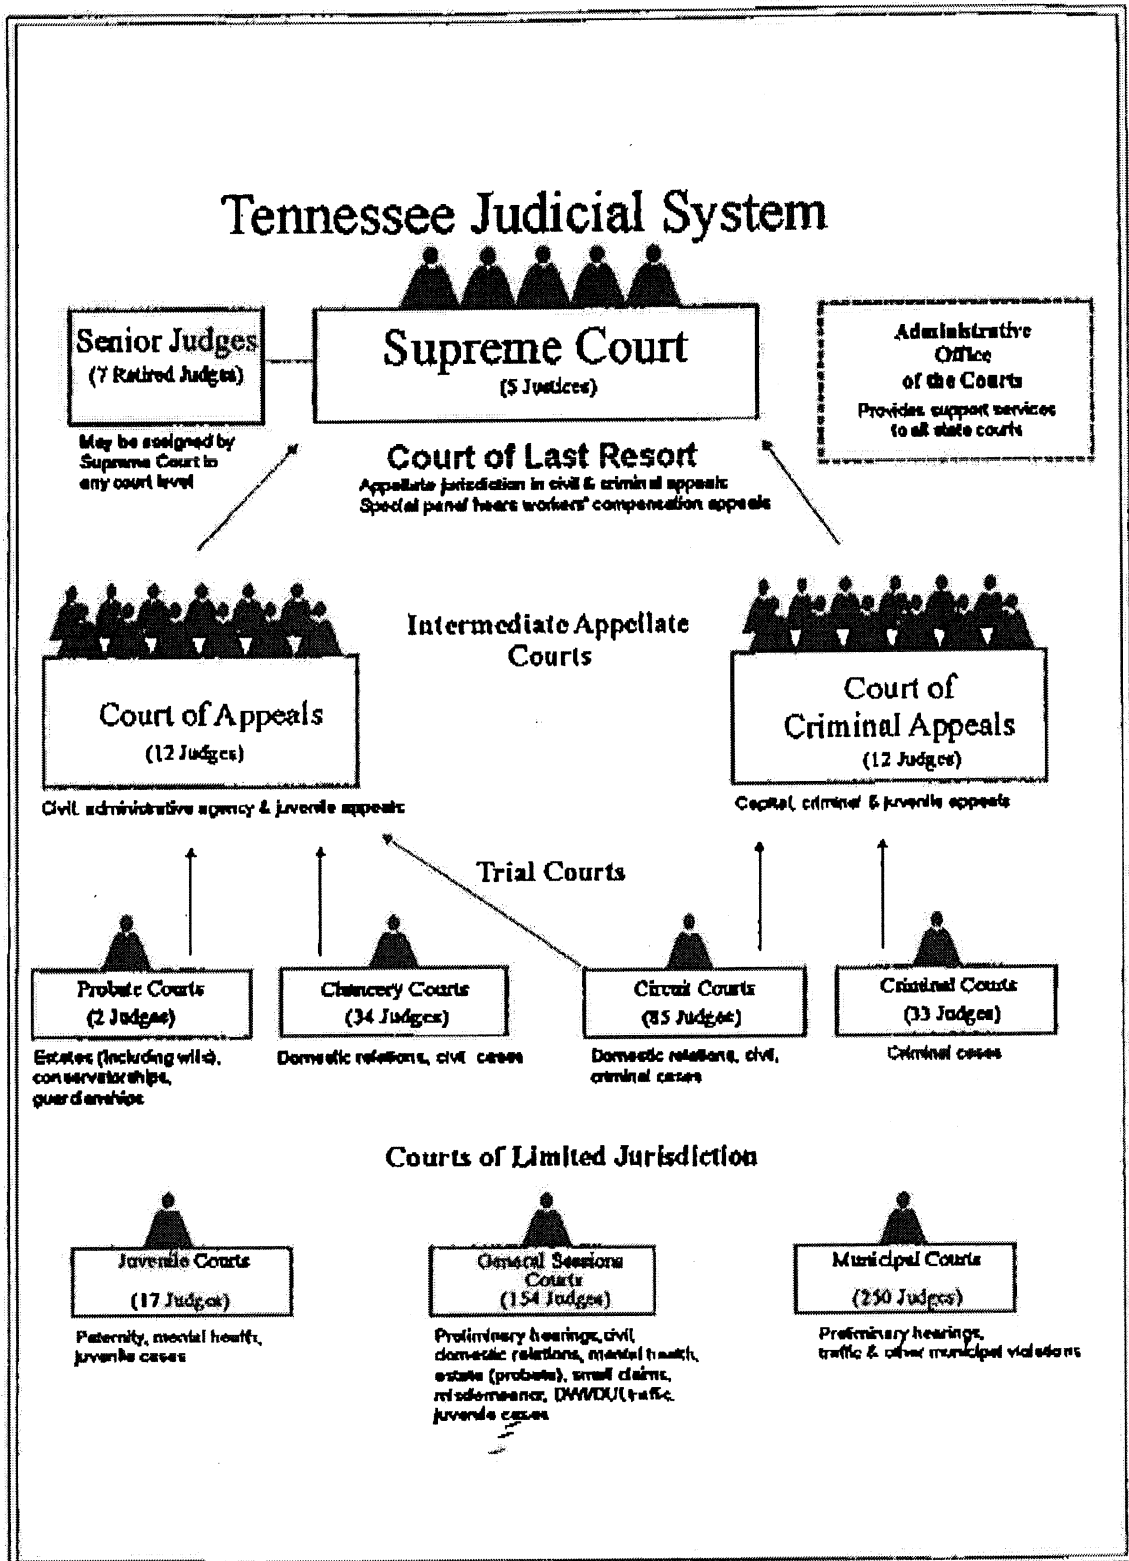 Tennessee Judicial System
Senior Judges
(7 Retired Judges)
May be assigned by
Supreme Court to
any court level
Supreme Court
(5 Justices)
Court of Last Resort
Appellate jurisdiction in civil & criminal appeals
Special panel hears workers' compensation appeals
Administrative
Office
of the Courts
Provides support services
to all state courts
Intermediate Appellate
Courts
Court of Appeals
(12 Judges)
Civil, administrative agency & juvenile appeals
Court of
Criminal Appeals
(12 Judges)
Capital, criminal & juvenile appeals
Trial Courts
Probate Courts
(2 Judges)
Estates (including wills),
conservatorships,
guardianships
Chancery Courts
(34 Judges)
Domestic relations, civil cases
Circuit Courts
(85 Judges)
Domestic relations, civil,
criminal cases
Criminal Courts
(33 Judges)
Criminal cases
Courts of Limited Jurisdiction
Juvenile Courts
(17 Judges)
Paternity, mental health,
juvenile cases
General Sessions
Courts
(154 Judges)
Preliminary hearings, civil,
domestic relations, mental health,
estate (probate), small claims,
misdemeanor, DWI/DUI, traffic,
juvenile cases
Municipal Courts
(250 Judges)
Preliminary hearings,
traffic & other municipal violations